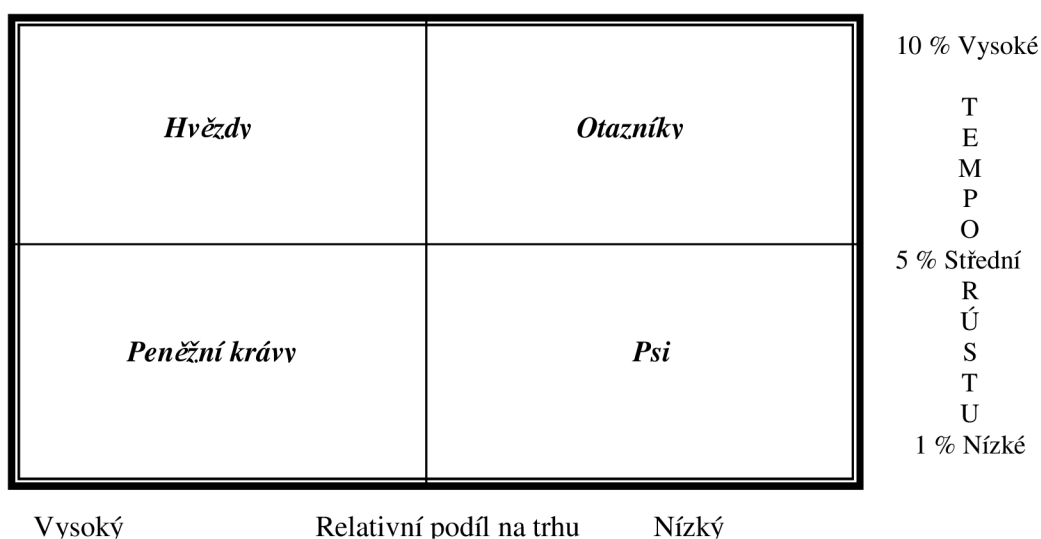 10 % Vysoké
Hvězdy
Otazníky
T
E
M
P
O
5 % Střední
R
Ú
S
T
U
Peněžní krávy
Psi
1 % Nízké
Vysoký
Relativní podíl na trhu
Nízký